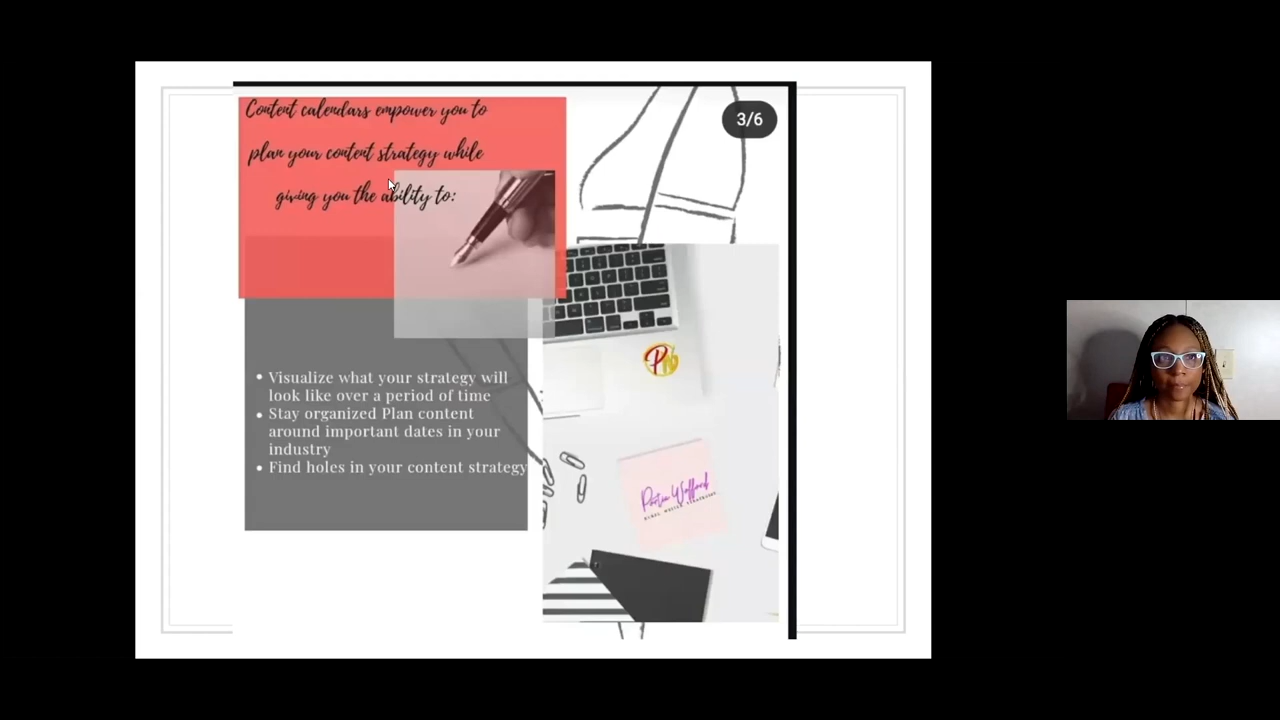 Content calendars empower you to
plan your content strategy while
giving you the ability to:
3/6
• Visualize what your strategy will
look like over a period of time
• Stay organized Plan content
around important dates in your
industry
• Find holes in your content strategy